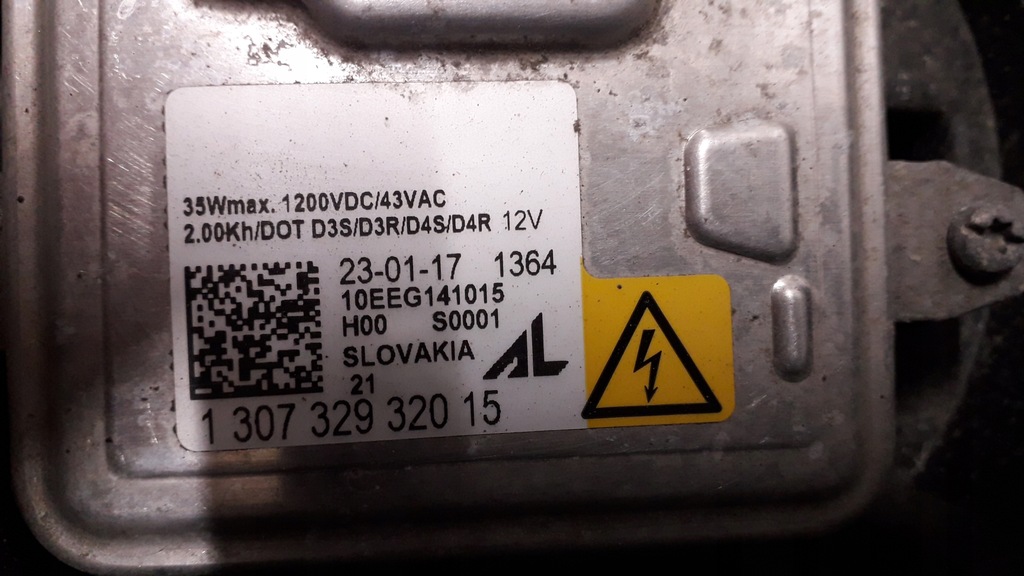 35Wmax. 1200VDC/43VAC
2.00Kh/DOT D3S/D3R/D4S/D4R 12V
23-01-17 1364
10EEG141015
H00 S0001
SLOVAKIA
AL
21
1 307 329 320 15